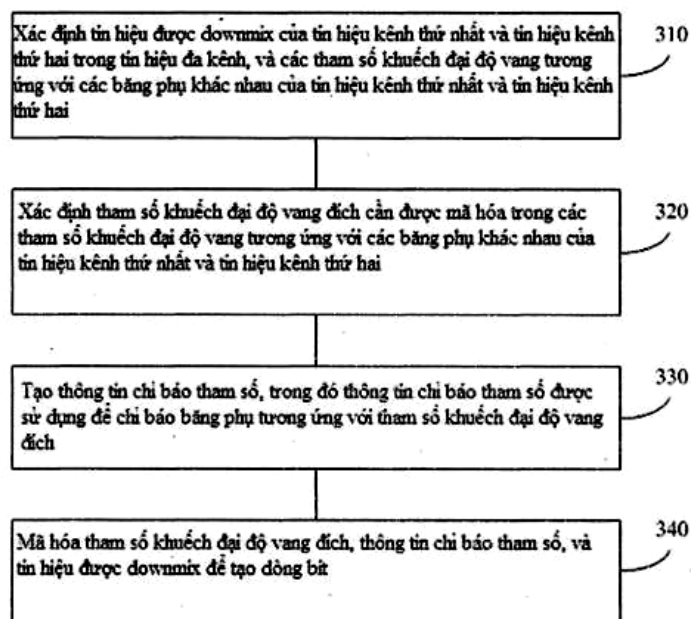 Xác định tín hiệu được downmix của tín hiệu kênh thứ nhất và tín hiệu kênh
thứ hai trong tín hiệu đa kênh, và các tham số khuếch đại độ vang tương
ứng với các băng phụ khác nhau của tín hiệu kênh thứ nhất và tín hiệu kênh
thứ hai
310
Xác định tham số khuếch đại độ vang đích cần được mã hóa trong các
tham số khuếch đại độ vang tương ứng với các băng phụ khác nhau của
tín hiệu kênh thứ nhất và tín hiệu kênh thứ hai
320
Tạo thông tin chỉ báo tham số, trong đó thông tin chỉ báo tham số được
sử dụng để chỉ báo băng phụ tương ứng với tham số khuếch đại độ vang
đích
330
Mã hóa tham số khuếch đại độ vang đích, thông tin chỉ báo tham số, và
tín hiệu được downmix để tạo dòng bít
340